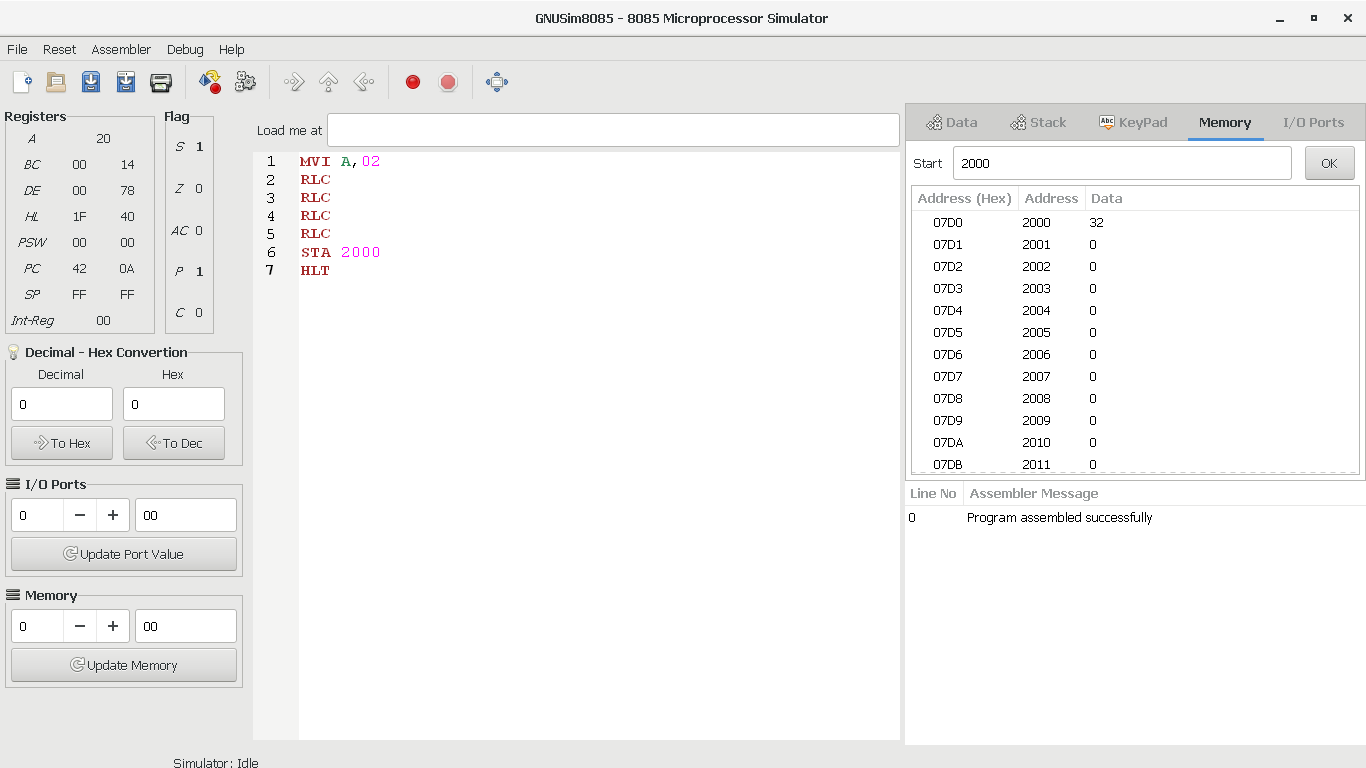 GNUSim8085 - 8085 Microprocessor Simulator
File Reset Assembler Debug Help
Registers
A 20
BC 00 14
DE 00 78
HL 1F 40
PSW 00 00
PC 42 0A
SP FF FF
Int-Reg 00
Flag
S 1
Z 0
AC 0
P 1
C 0
Decimal - Hex Convertion
Decimal Hex
0 0
To Hex To Dec
I/O Ports
0 − + 00
Update Port Value
Memory
0 − + 00
Update Memory
Load me at
1 MVI A,02
2 RLC
3 RLC
4 RLC
5 RLC
6 STA 2000
7 HLT
Data Stack Abc KeyPad Memory I/O Ports
Start 2000 OK
Address (Hex) Address Data
07D0 2000 32
07D1 2001 0
07D2 2002 0
07D3 2003 0
07D4 2004 0
07D5 2005 0
07D6 2006 0
07D7 2007 0
07D8 2008 0
07D9 2009 0
07DA 2010 0
07DB 2011 0
Line No Assembler Message
0 Program assembled successfully
Simulator: Idle